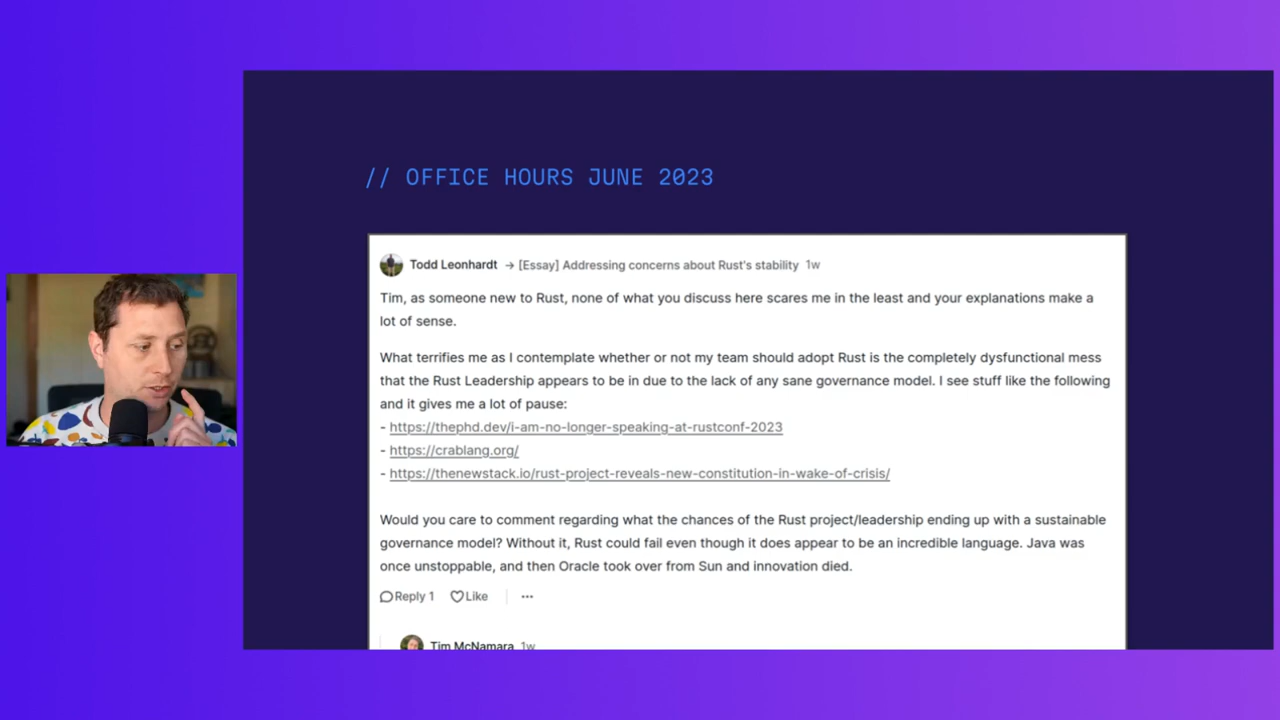 // OFFICE HOURS JUNE 2023
Todd Leonhardt → [Essay] Addressing concerns about Rust's stability 1w
Tim, as someone new to Rust, none of what you discuss here scares me in the least and your explanations make a
lot of sense.
What terrifies me as I contemplate whether or not my team should adopt Rust is the completely dysfunctional mess
that the Rust Leadership appears to be in due to the lack of any sane governance model. I see stuff like the following
and it gives me a lot of pause:
- https://thephd.dev/i-am-no-longer-speaking-at-rustconf-2023
- https://crablang.org/
- https://thenewstack.io/rust-project-reveals-new-constitution-in-wake-of-crisis/
Would you care to comment regarding what the chances of the Rust project/leadership ending up with a sustainable
governance model? Without it, Rust could fail even though it does appear to be an incredible language. Java was
once unstoppable, and then Oracle took over from Sun and innovation died.
Reply 1 Like ···
Tim McNamara 1w